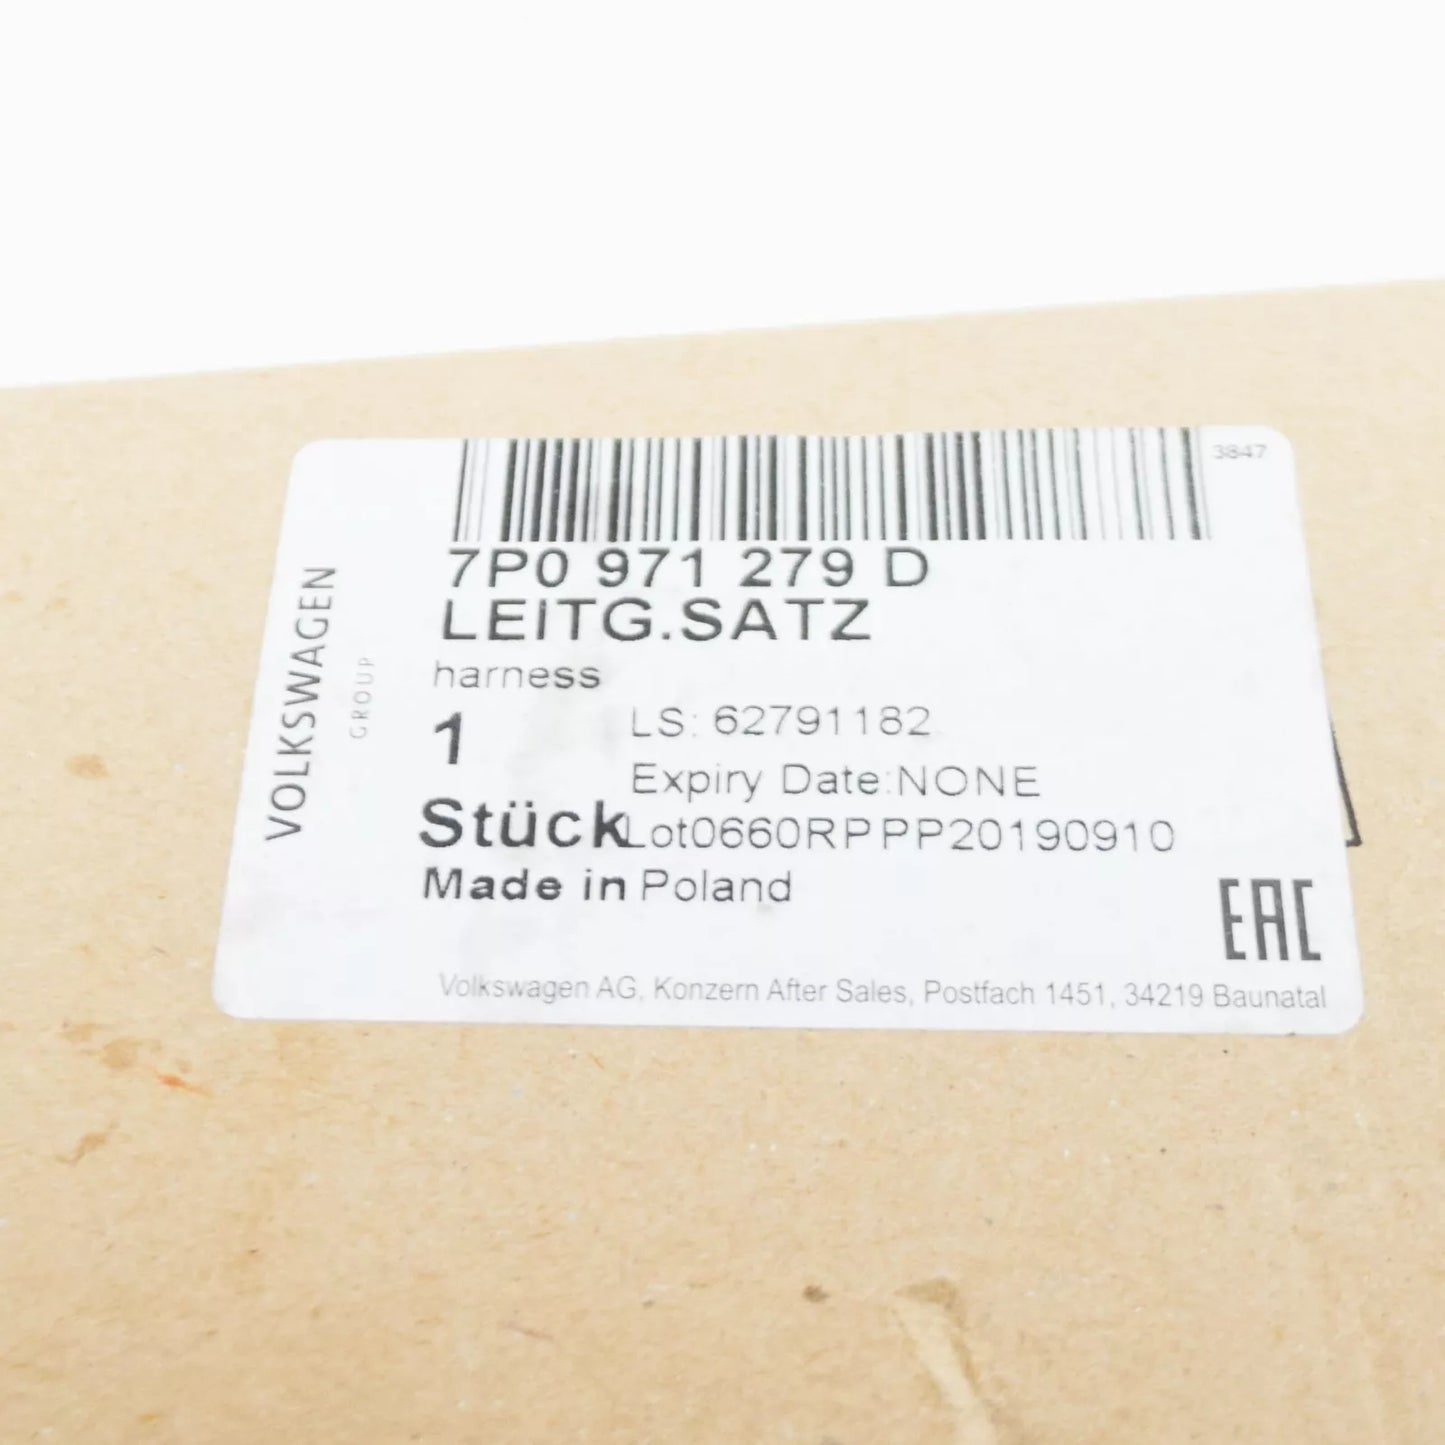 3847
7P0 971 279 D
LEITG.SATZ
harness
1
LS: 62791182
Expiry Date:NONE
Stück Lot0660RPPP20190910
Made in Poland
EAC
Volkswagen AG, Konzern After Sales, Postfach 1451, 34219 Baunatal
VOLKSWAGEN
GROUP